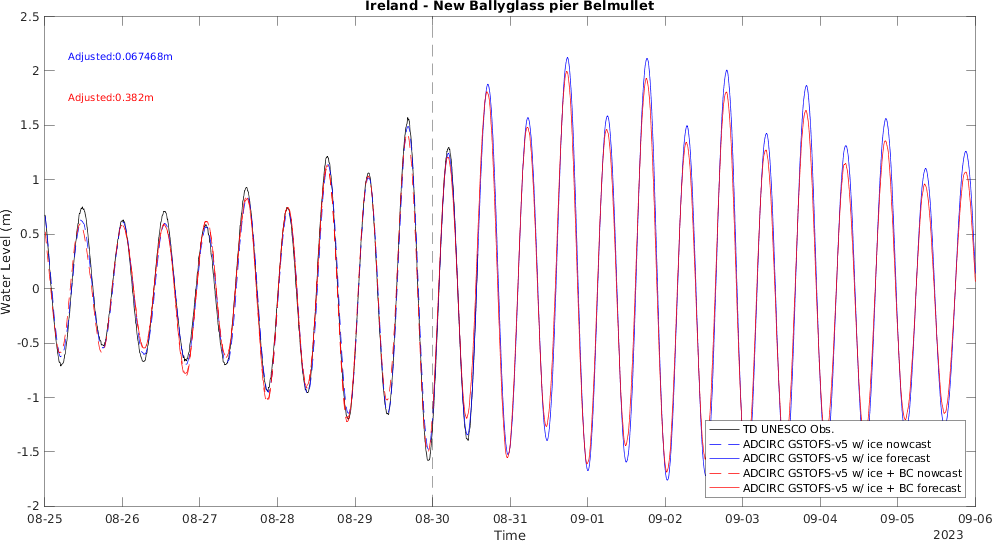 Ireland - New Ballyglass pier Belmullet
Adjusted:0.067468m
Adjusted:0.382m
Water Level (m)
2.5
2
1.5
1
0.5
0
-0.5
-1
-1.5
-2
TD UNESCO Obs.
ADCIRC GSTOFS-v5 w/ ice nowcast
ADCIRC GSTOFS-v5 w/ ice forecast
ADCIRC GSTOFS-v5 w/ ice + BC nowcast
ADCIRC GSTOFS-v5 w/ ice + BC forecast
08-25 08-26 08-27 08-28 08-29 08-30 08-31 09-01 09-02 09-03 09-04 09-05 09-06
Time
2023